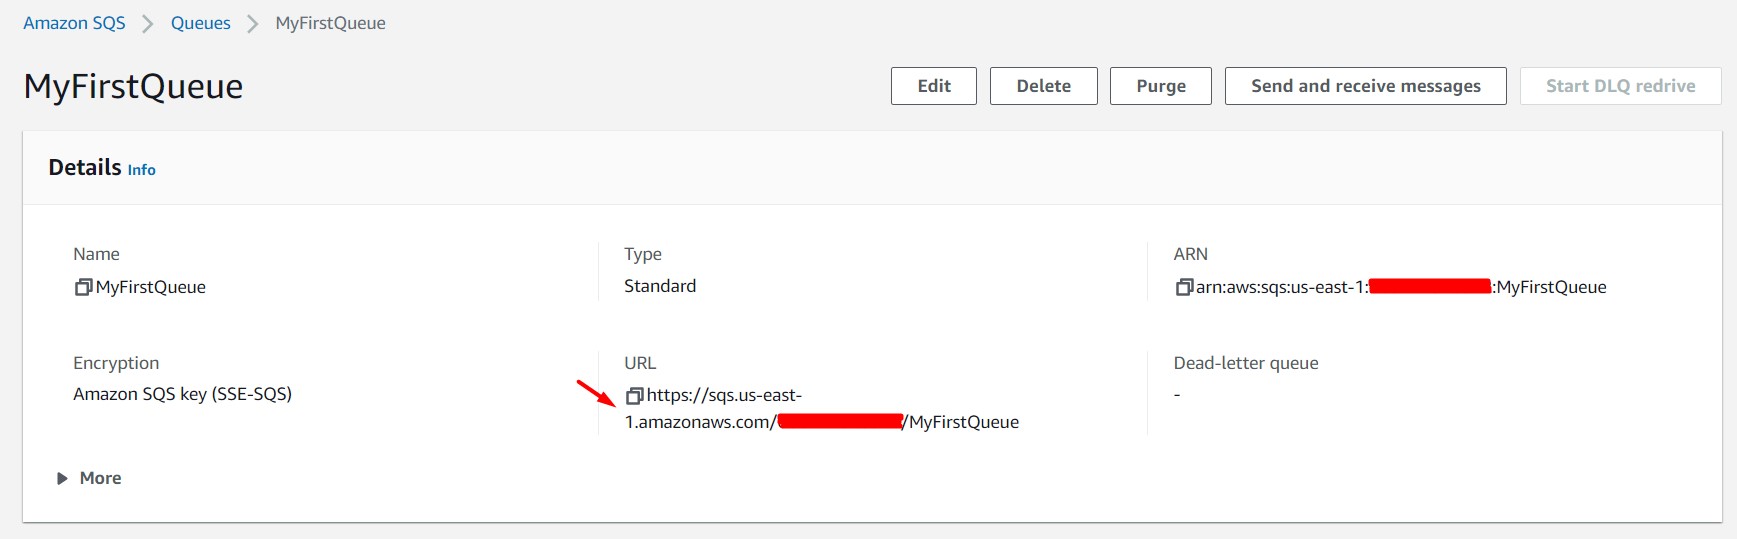 Amazon SQS > Queues > MyFirstQueue
MyFirstQueue
Edit Delete Purge Send and receive messages Start DLQ redrive
Details Info
Name Type ARN
MyFirstQueue Standard arn:aws:sqs:us-east-1: :MyFirstQueue
Encryption URL Dead-letter queue
Amazon SQS key (SSE-SQS) https://sqs.us-east- -
1.amazonaws.com/ /MyFirstQueue
More